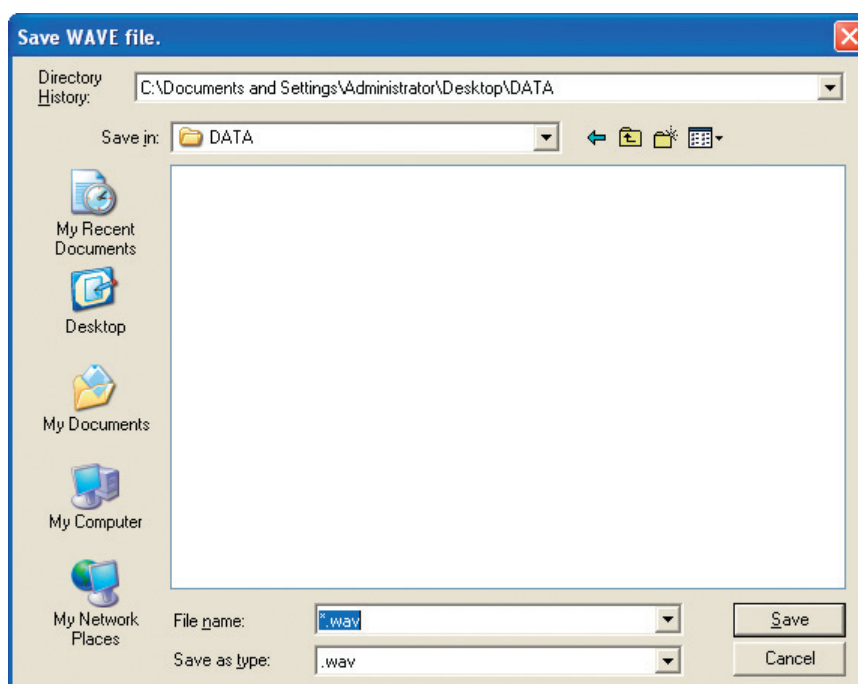 Save WAVE file.
Directory
History:
C:\Documents and Settings\Administrator\Desktop\DATA
Save in:
DATA
My Recent
Documents
Desktop
My Documents
My Computer
My Network
Places
File name:
*.wav
Save
Save as type:
.wav
Cancel